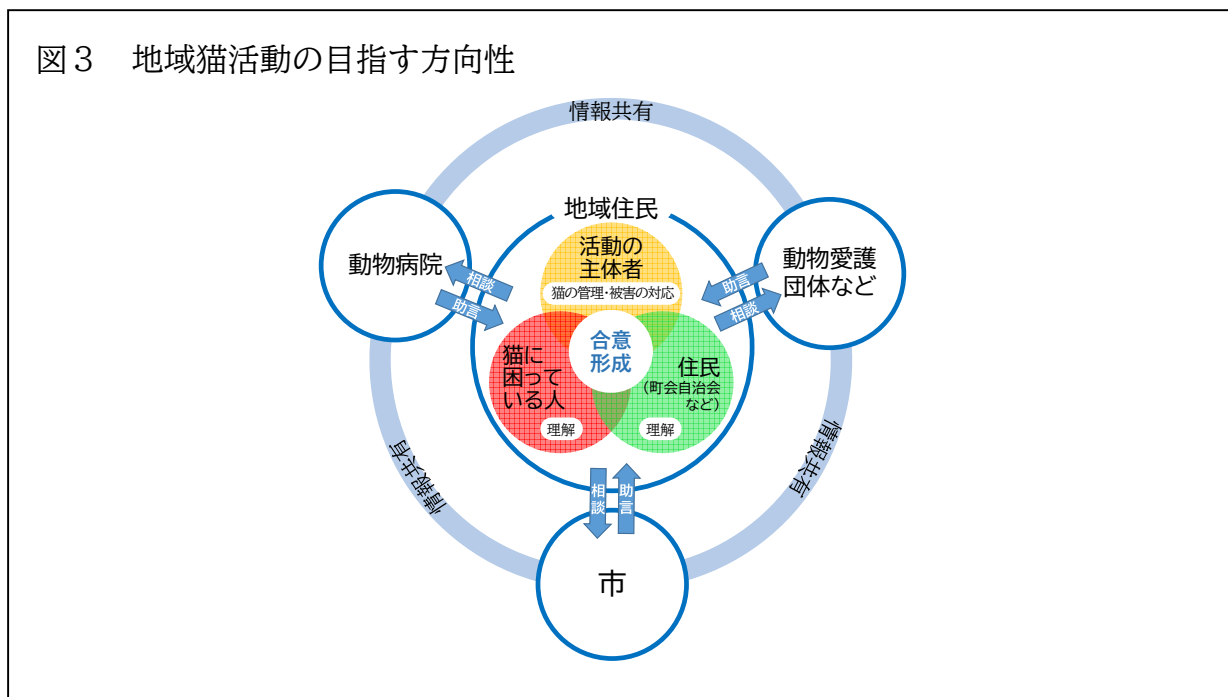 図３　地域猫活動の目指す方向性
情報共有
地域住民
活動の
主体者
猫の管理・被害の対応
動物病院
相談
助言
動物愛護
団体など
助言
相談
合意
形成
猫に
困って
いる人
理解
住民
（町会自治会
など）
理解
情報共有
情報共有
相談
助言
市